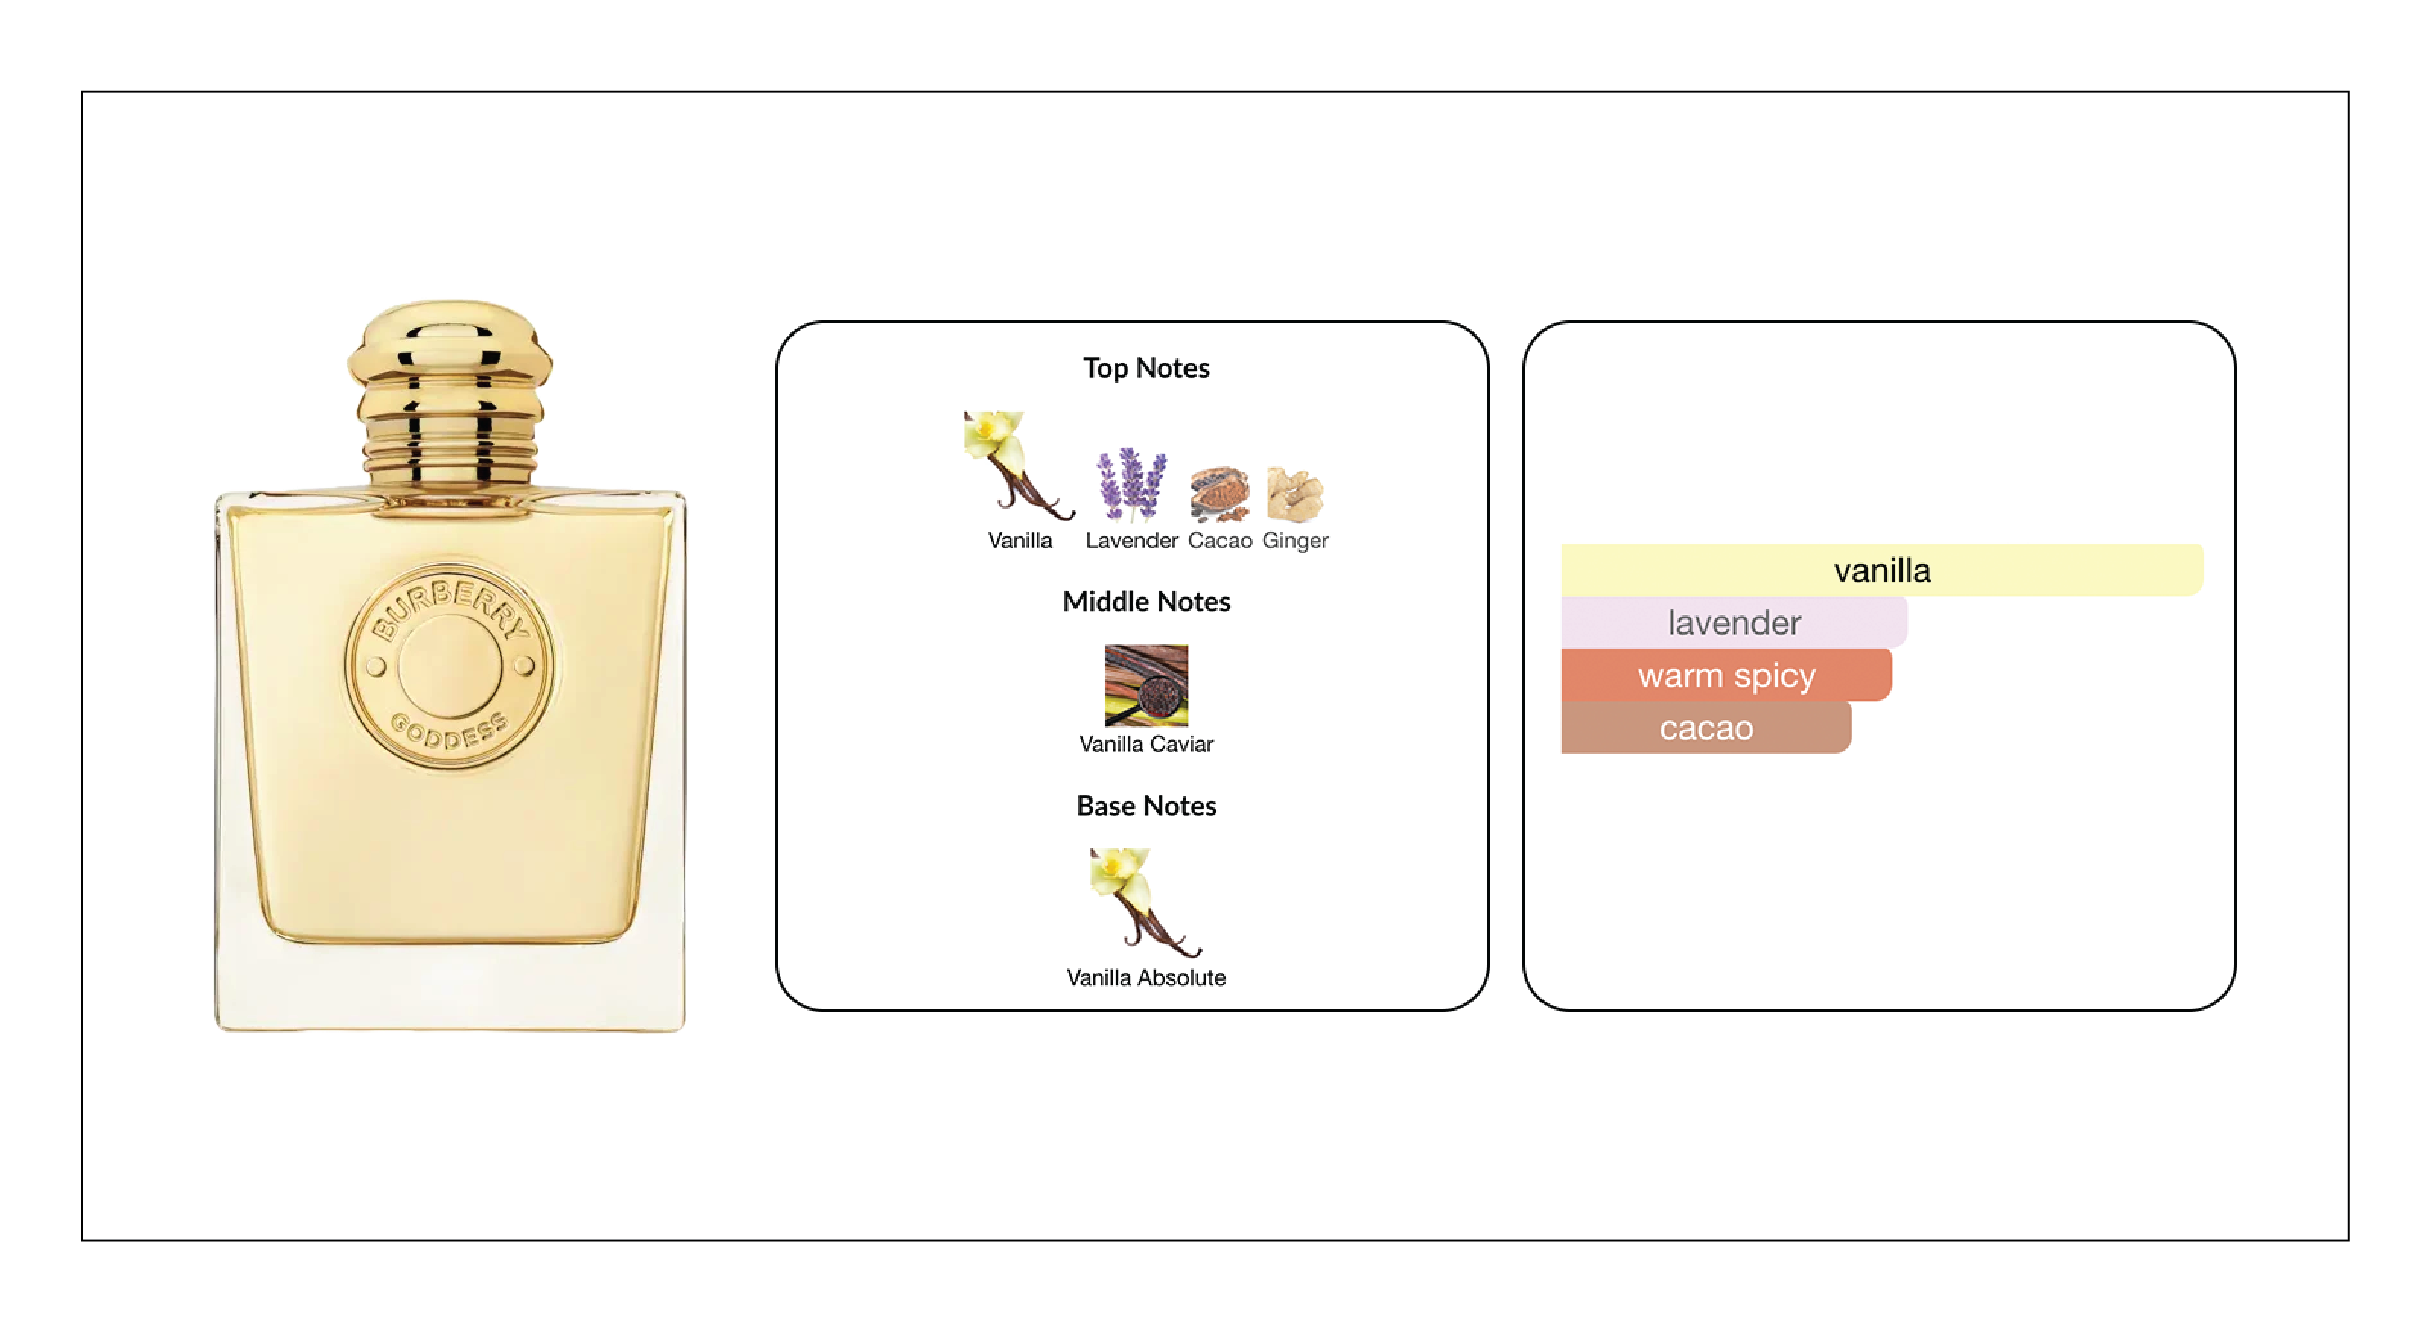 BURBERRY
GODDESS
Top Notes
Vanilla Lavender Cacao Ginger
Middle Notes
Vanilla Caviar
Base Notes
Vanilla Absolute
vanilla
lavender
warm spicy
cacao